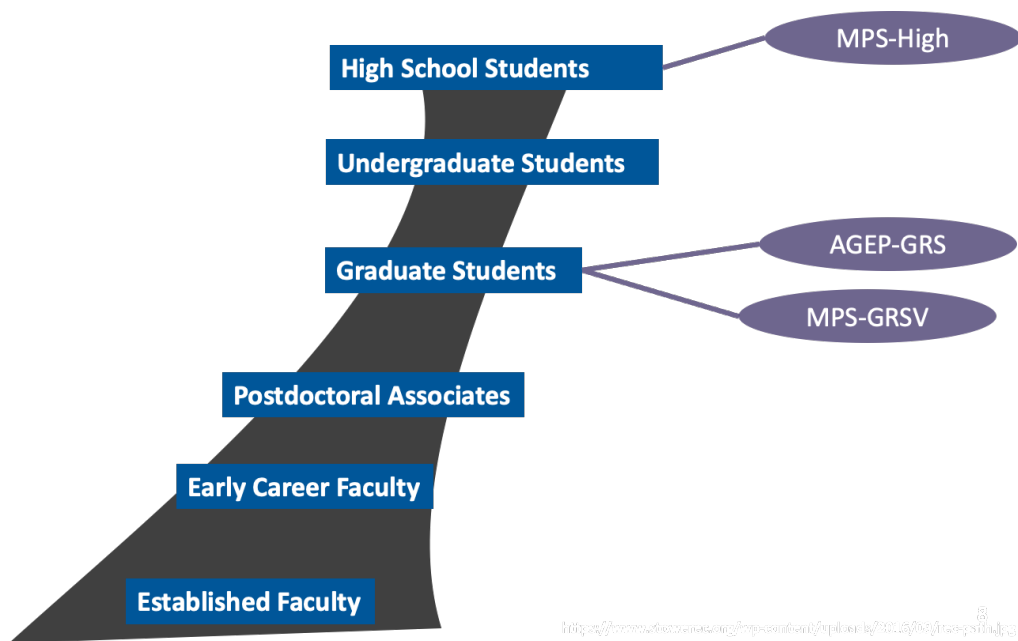 High School Students
MPS-High
Undergraduate Students
Graduate Students
AGEP-GRS
MPS-GRSV
Postdoctoral Associates
Early Career Faculty
Established Faculty
8